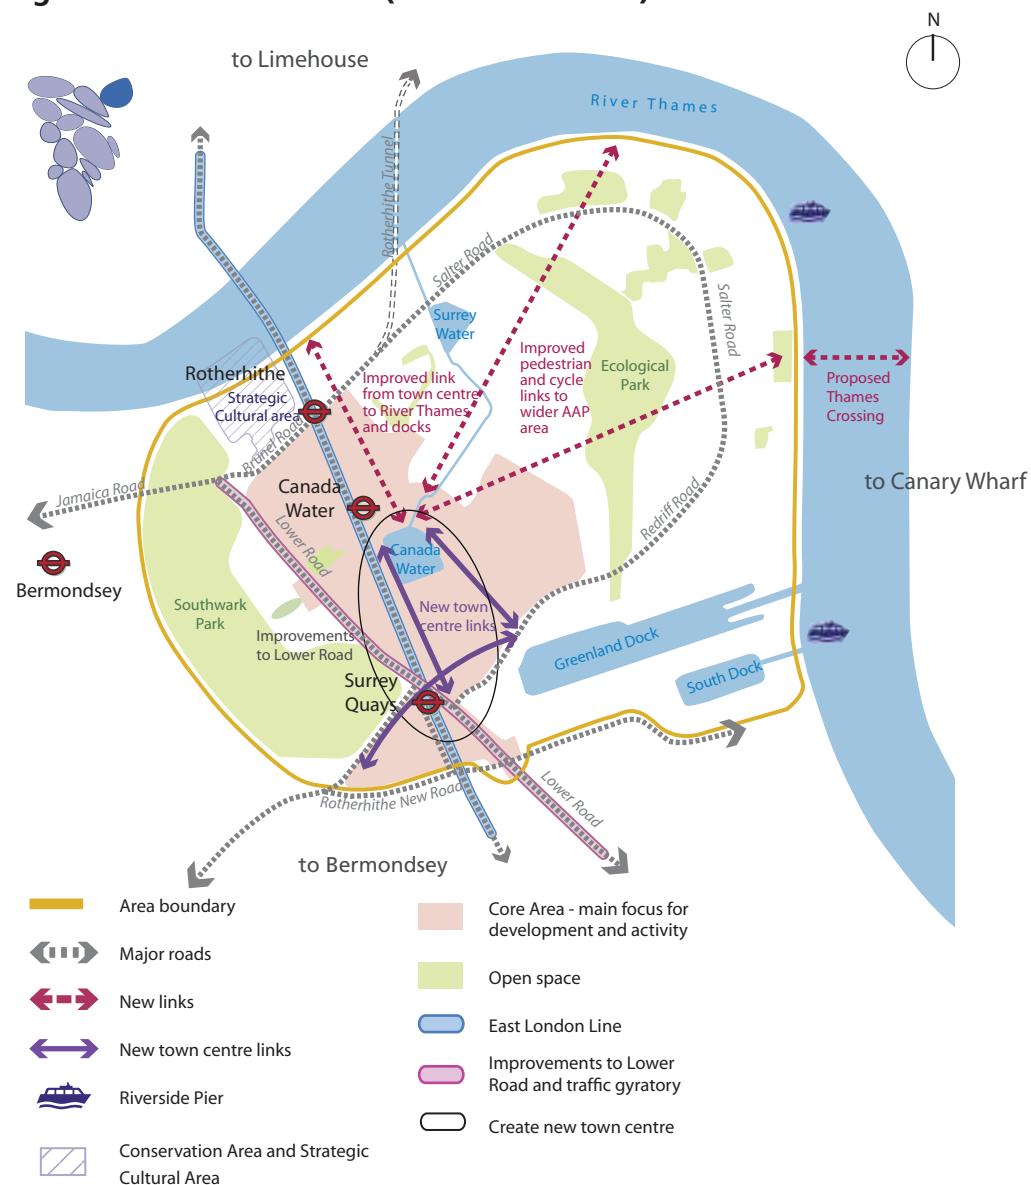 N
to Limehouse
River Thames
Rotherhithe Tunnel
Salter Road
Salter Road
Surrey
Water
Rotherhithe
Strategic
Cultural area
Improved link
from town centre
to River Thames
and docks
Improved
pedestrian
and cycle
links to
wider AAP
area
Ecological
Park
Proposed
Thames
Crossing
Brunel Road
Jamaica Road
Canada
Water
to Canary Wharf
Lower Road
Redriff Road
Canada
Water
Bermondsey
Southwark
Park
New town
centre links
Improvements
to Lower Road
Greenland Dock
South Dock
Surrey
Quays
Rotherhithe New Road
Lower Road
to Bermondsey
Area boundary
Major roads
New links
New town centre links
Riverside Pier
Conservation Area and Strategic
Cultural Area
Core Area - main focus for
development and activity
Open space
East London Line
Improvements to Lower
Road and traffic gyratory
Create new town centre